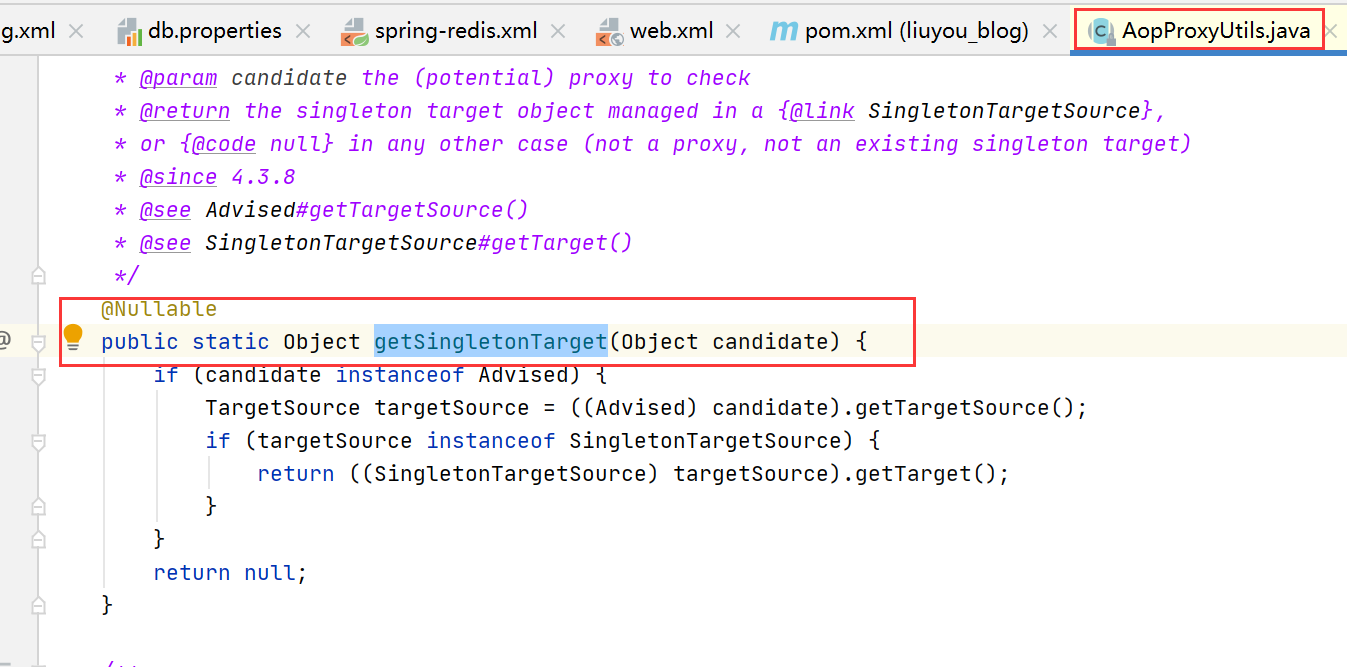 g.xml db.properties spring-redis.xml web.xml m pom.xml (liuyou_blog) C AopProxyUtils.java
* @param candidate the (potential) proxy to check
* @return the singleton target object managed in a {@link SingletonTargetSource},
* or {@code null} in any other case (not a proxy, not an existing singleton target)
* @since 4.3.8
* @see Advised#getTargetSource()
* @see SingletonTargetSource#getTarget()
*/
@Nullable
@ public static Object getSingletonTarget(Object candidate) {
if (candidate instanceof Advised) {
TargetSource targetSource = ((Advised) candidate).getTargetSource();
if (targetSource instanceof SingletonTargetSource) {
return ((SingletonTargetSource) targetSource).getTarget();
}
}
return null;
}